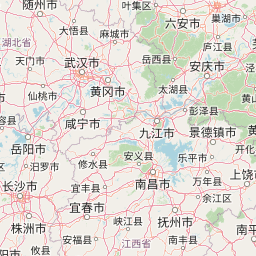 随州市
叶集区
巢湖市
大悟县
麻城市
六安市
湖北省
庐江县
天门市
武汉市
岳西县
安庆市
黄冈市
太湖县
仙桃市
彭泽县
黄山
咸宁市
九江市
景德镇市
岳阳市
开化
安义县
乐平市
汨罗市
修水县
上饶
长沙市
宜丰县
南昌市
万年县
余江区
株洲市
宜春市
峡江县
抚州市
安福县
江西省
南丰县
邵武市